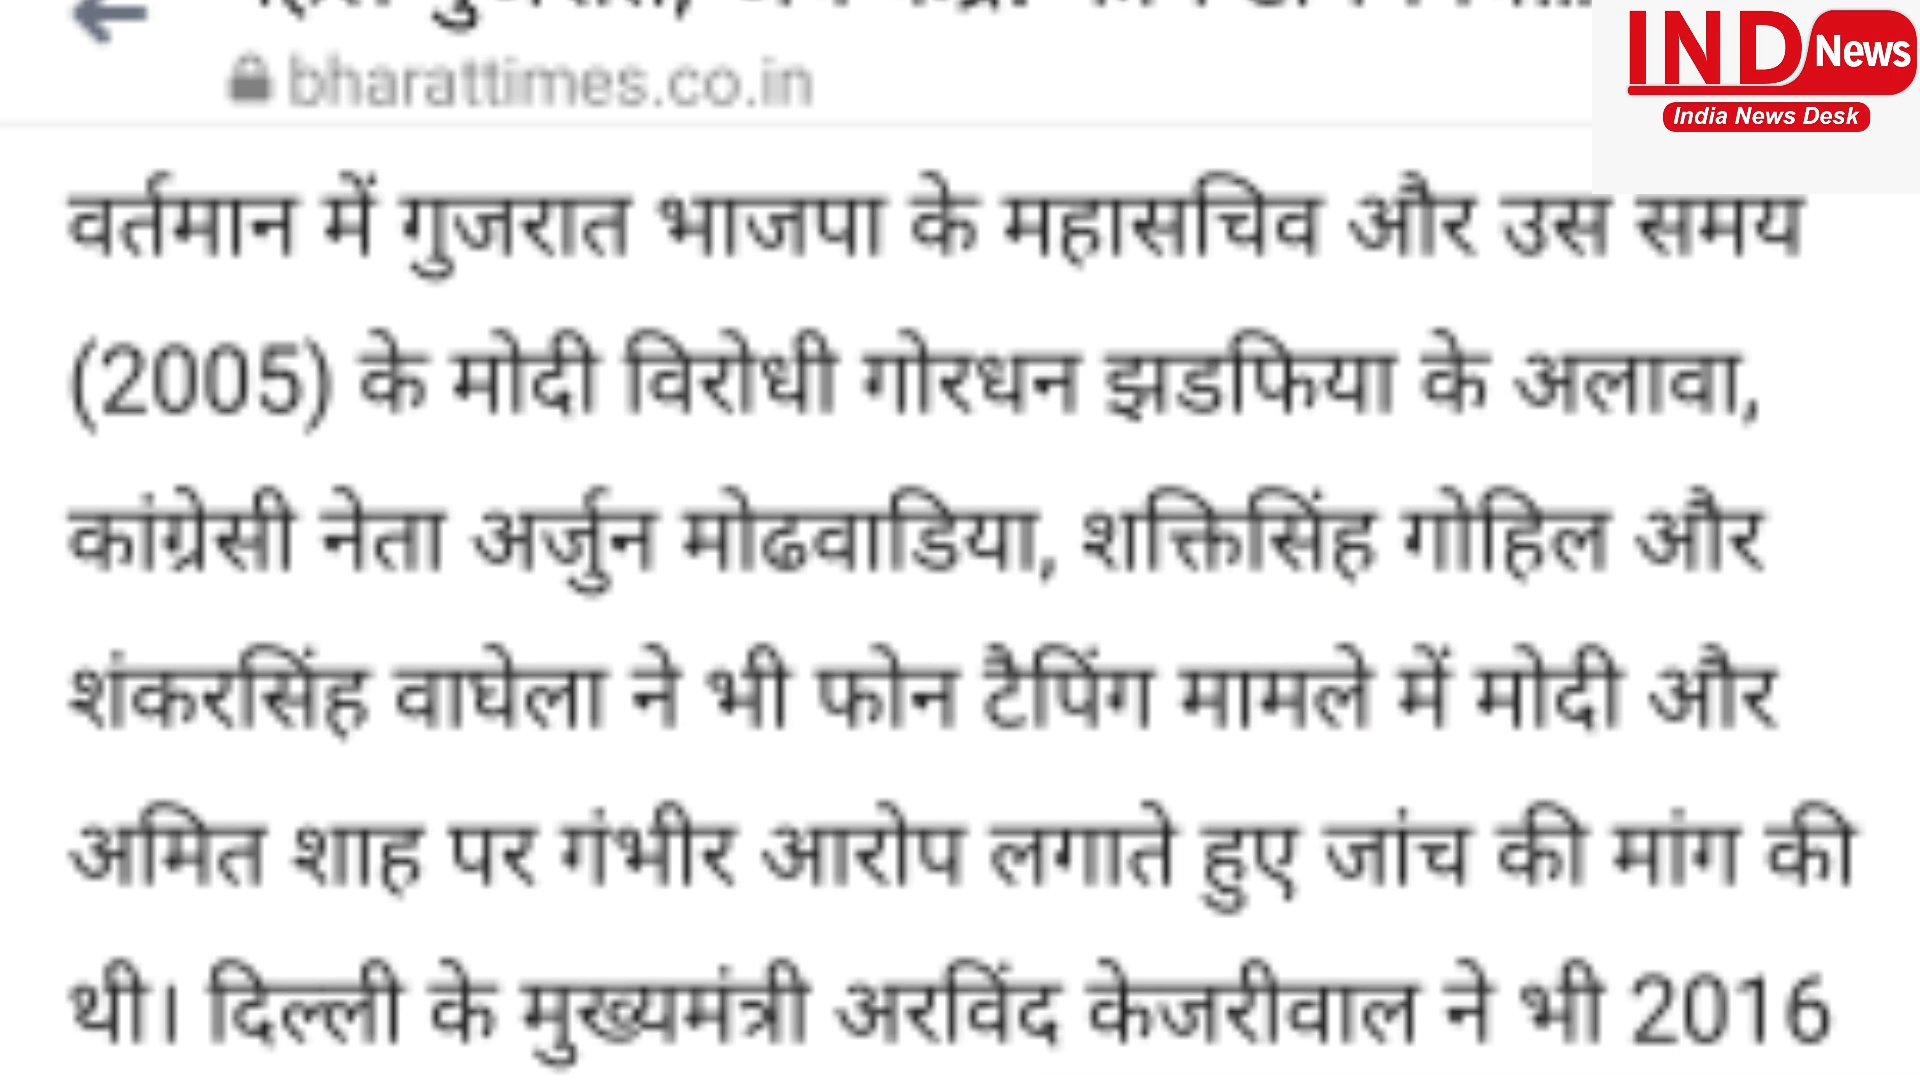 bharattimes.co.in
IND News
India News Desk
वर्तमान में गुजरात भाजपा के महासचिव और उस समय
(2005) के मोदी विरोधी गोरधन झडफिया के अलावा,
कांग्रेसी नेता अर्जुन मोढवाडिया, शक्तिसिंह गोहिल और
शंकरसिंह वाघेला ने भी फोन टैपिंग मामले में मोदी और
अमित शाह पर गंभीर आरोप लगाते हुए जांच की मांग की
थी। दिल्ली के मुख्यमंत्री अरविंद केजरीवाल ने भी 2016